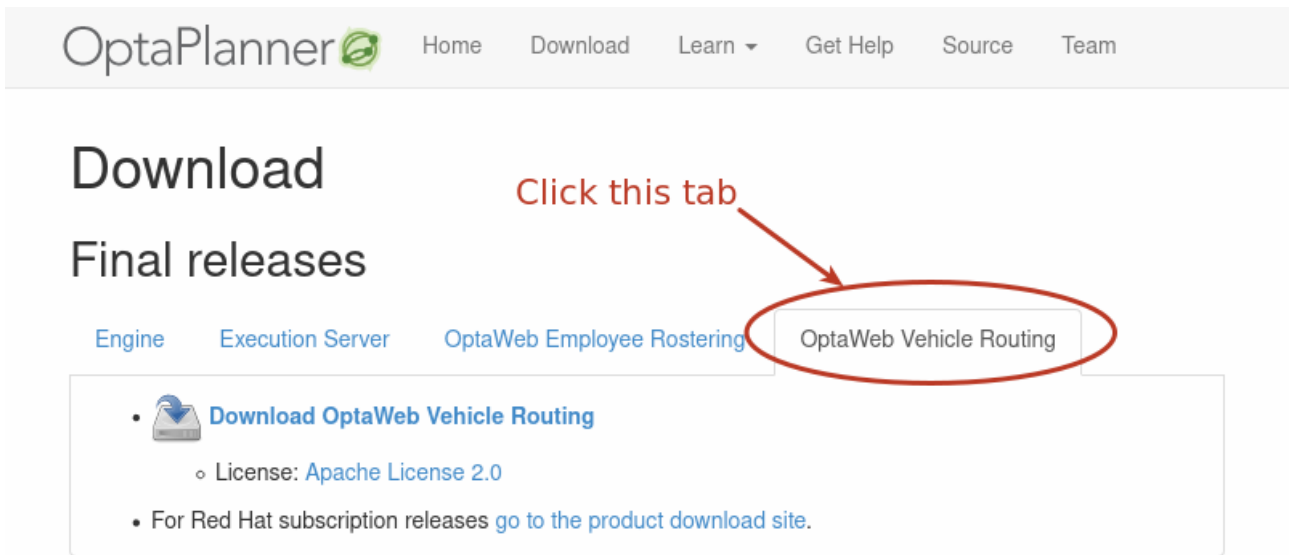 OptaPlanner Home Download Learn Get Help Source Team
Download
Click this tab
Final releases
Engine Execution Server OptaWeb Employee Rostering OptaWeb Vehicle Routing
• Download OptaWeb Vehicle Routing
◦ License: Apache License 2.0
• For Red Hat subscription releases go to the product download site.